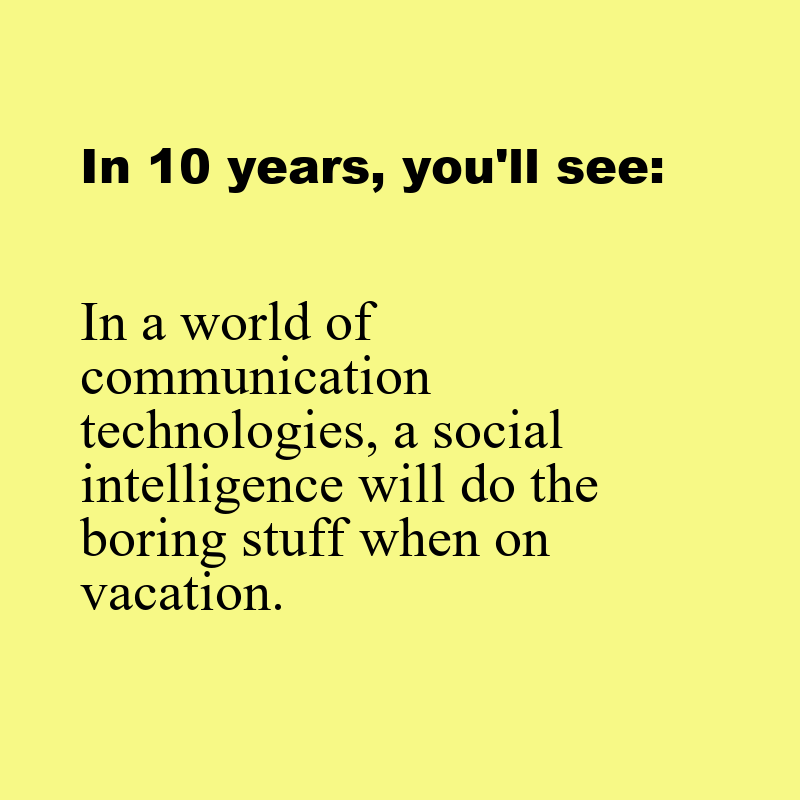 In 10 years, you'll see:
In a world of
communication
technologies, a social
intelligence will do the
boring stuff when on
vacation.